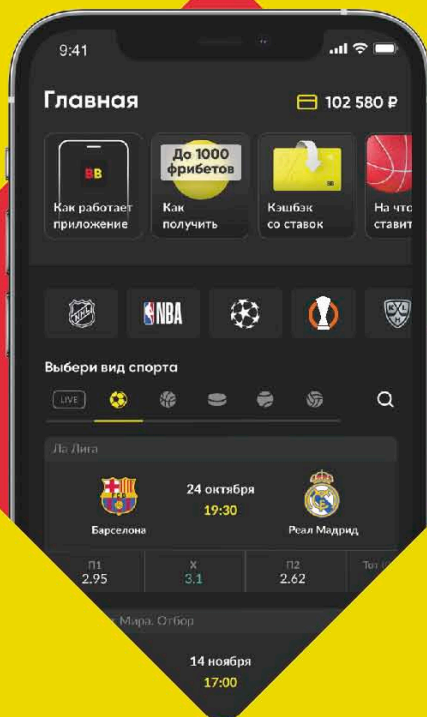 9:41
Главная
102 580 ₽
BB
До 1000
фрибетов
Как работает
приложение
Как
получить
Кэшбэк
со ставок
На что
ставит
NHL
NBA
Выбери вид спорта
LIVE
Ла Лига
24 октября
19:30
Барселона
Реал Мадрид
П1
X
П2
Тот
2.95
3.1
2.62
Мира. Отбор
14 ноября
17:00